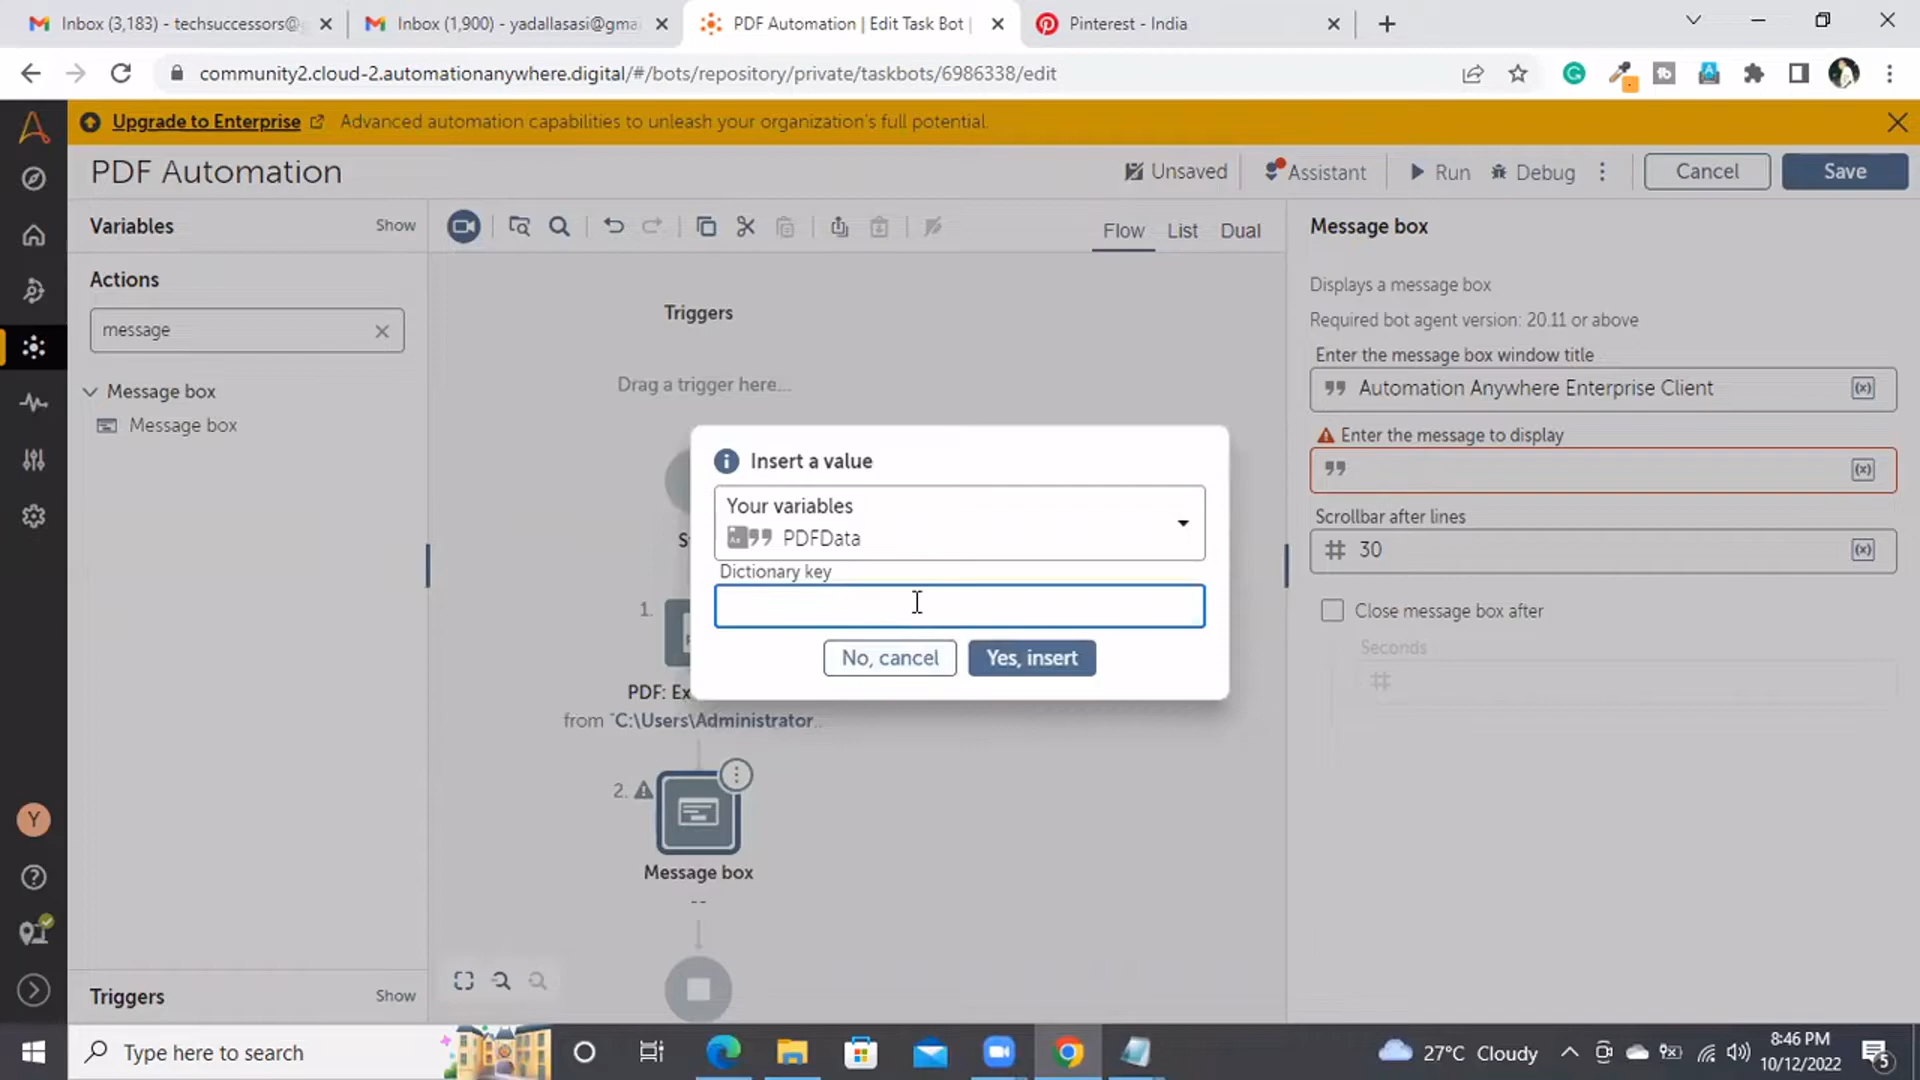 Inbox (3,183) - techsuccessors@
Inbox (1,900) - yadallasasi@gma
PDF Automation | Edit Task Bot |
Pinterest - India
community2.cloud-2.automationanywhere.digital/#/bots/repository/private/taskbots/6986338/edit
Upgrade to Enterprise Advanced automation capabilities to unleash your organization's full potential.
PDF Automation
Unsaved
Assistant
Run
Debug
Cancel
Save
Variables
Show
Flow
List
Dual
Message box
Actions
message
Message box
Message box
Triggers
Drag a trigger here...
Displays a message box
Required bot agent version: 20.11 or above
Enter the message box window title
Automation Anywhere Enterprise Client
Enter the message to display
Scrollbar after lines
30
Close message box after
Seconds
Insert a value
Your variables
PDFData
Dictionary key
No, cancel
Yes, insert
1.
PDF: Ex
from "C:\Users\Administrator...
2.
Message box
--
Triggers
Show
Y
Type here to search
27°C Cloudy
8:46 PM
10/12/2022
5